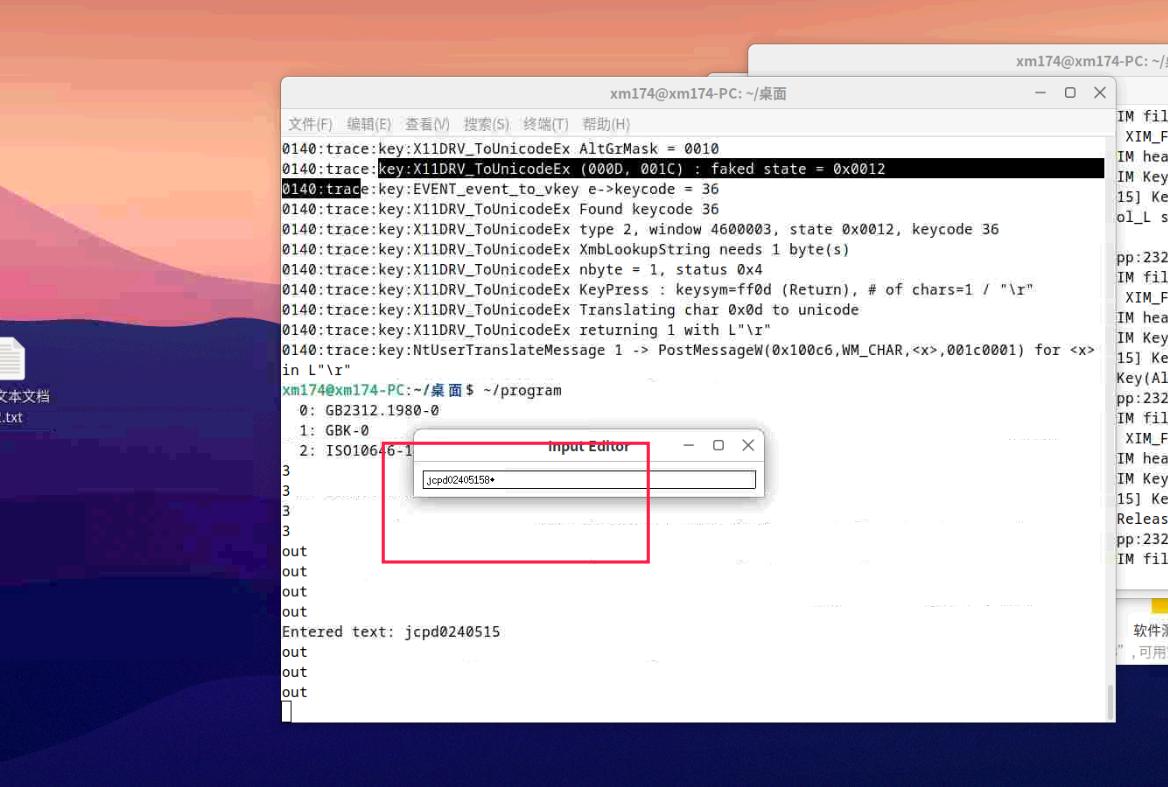 xm174@xm174-PC: ~/
xm174@xm174-PC: ~/桌面
文件(F) 编辑(E) 查看(V) 搜索(S) 终端(T) 帮助(H)
0140:trace:key:X11DRV_ToUnicodeEx AltGrMask = 0010
0140:trace:key:X11DRV_ToUnicodeEx (000D, 001C) : faked state = 0x0012
0140:trace:key:EVENT_event_to_vkey e->keycode = 36
0140:trace:key:X11DRV_ToUnicodeEx Found keycode 36
0140:trace:key:X11DRV_ToUnicodeEx type 2, window 4600003, state 0x0012, keycode 36
0140:trace:key:X11DRV_ToUnicodeEx XmbLookupString needs 1 byte(s)
0140:trace:key:X11DRV_ToUnicodeEx nbyte = 1, status 0x4
0140:trace:key:X11DRV_ToUnicodeEx KeyPress : keysym=ff0d (Return), # of chars=1 / "\r"
0140:trace:key:X11DRV_ToUnicodeEx Translating char 0x0d to unicode
0140:trace:key:X11DRV_ToUnicodeEx returning 1 with L"\r"
0140:trace:key:NtUserTranslateMessage 1 -> PostMessageW(0x100c6,WM_CHAR,<x>,001c0001) for <x>
in L"\r"
xm174@xm174-PC:~/桌面$ ~/program
0: GB2312.1980-0
1: GBK-0
2: ISO10646-1
3
3
3
3
out
out
out
out
Entered text: jcpd0240515
out
out
out
Input Editor
jcpd02405158
文本文档
.txt
IM fil
XIM_F
IM hea
IM Key
15] Ke
ol_L s
pp:232
IM fil
XIM_F
IM hea
IM Key
15] Ke
Key(Al
pp:232
IM fil
XIM_F
IM hea
IM Key
15] Ke
Releas
pp:232
IM fil
软件
”,可用